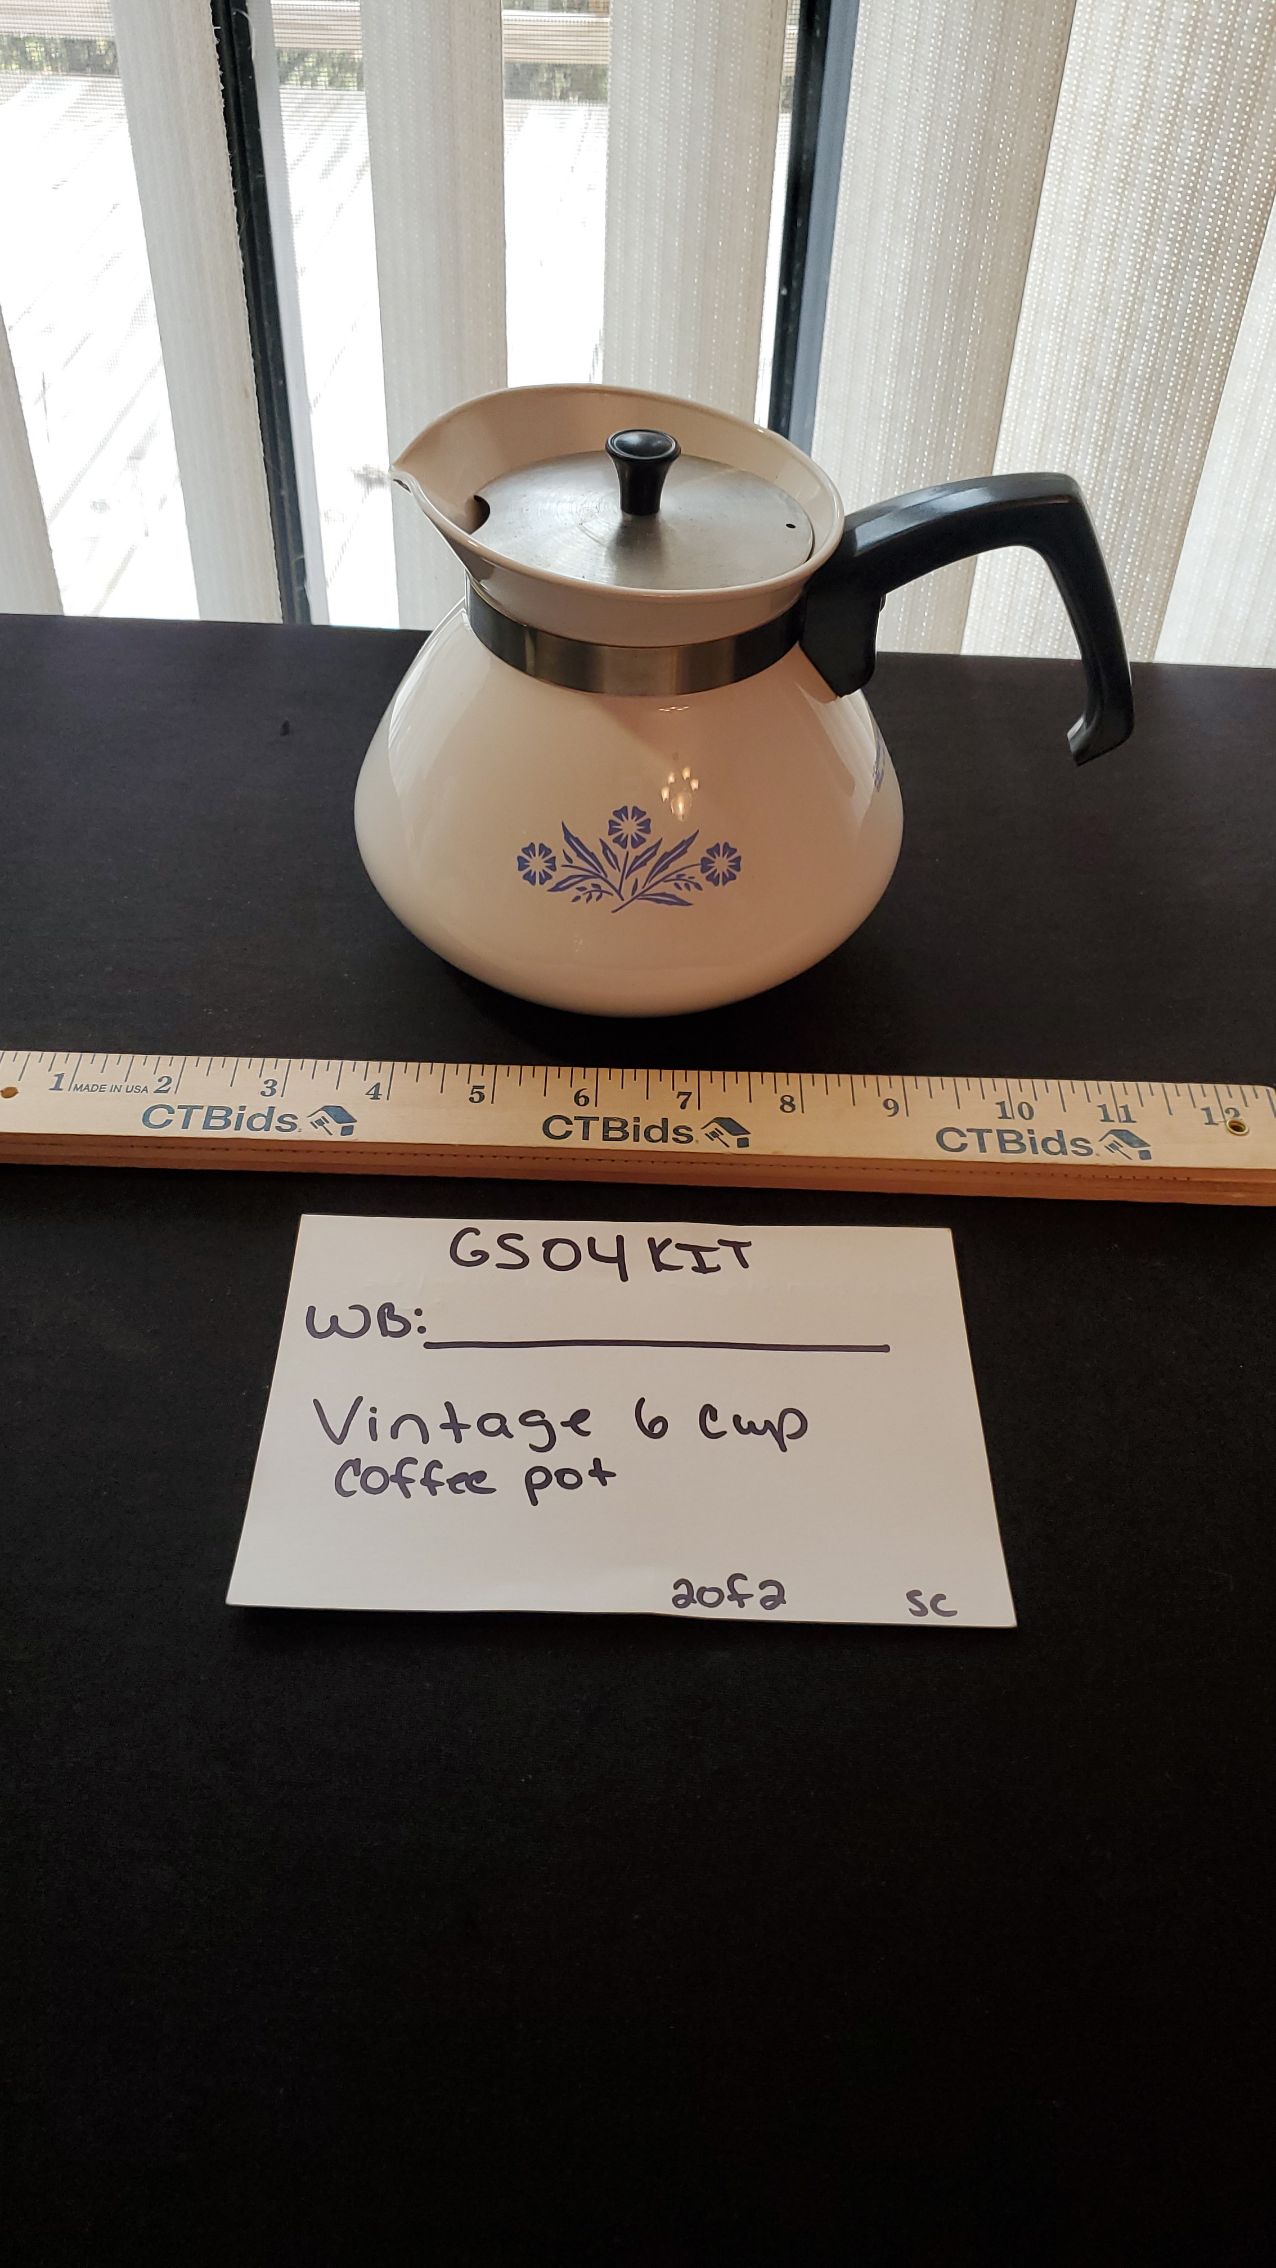 1 MADE IN USA 2 3 4 5 6 7 8 9 10 11 12
CTBids. CTBids. CTBids.
GS04KIT
WB:
Vintage 6 cup
coffee pot
2of2 SC